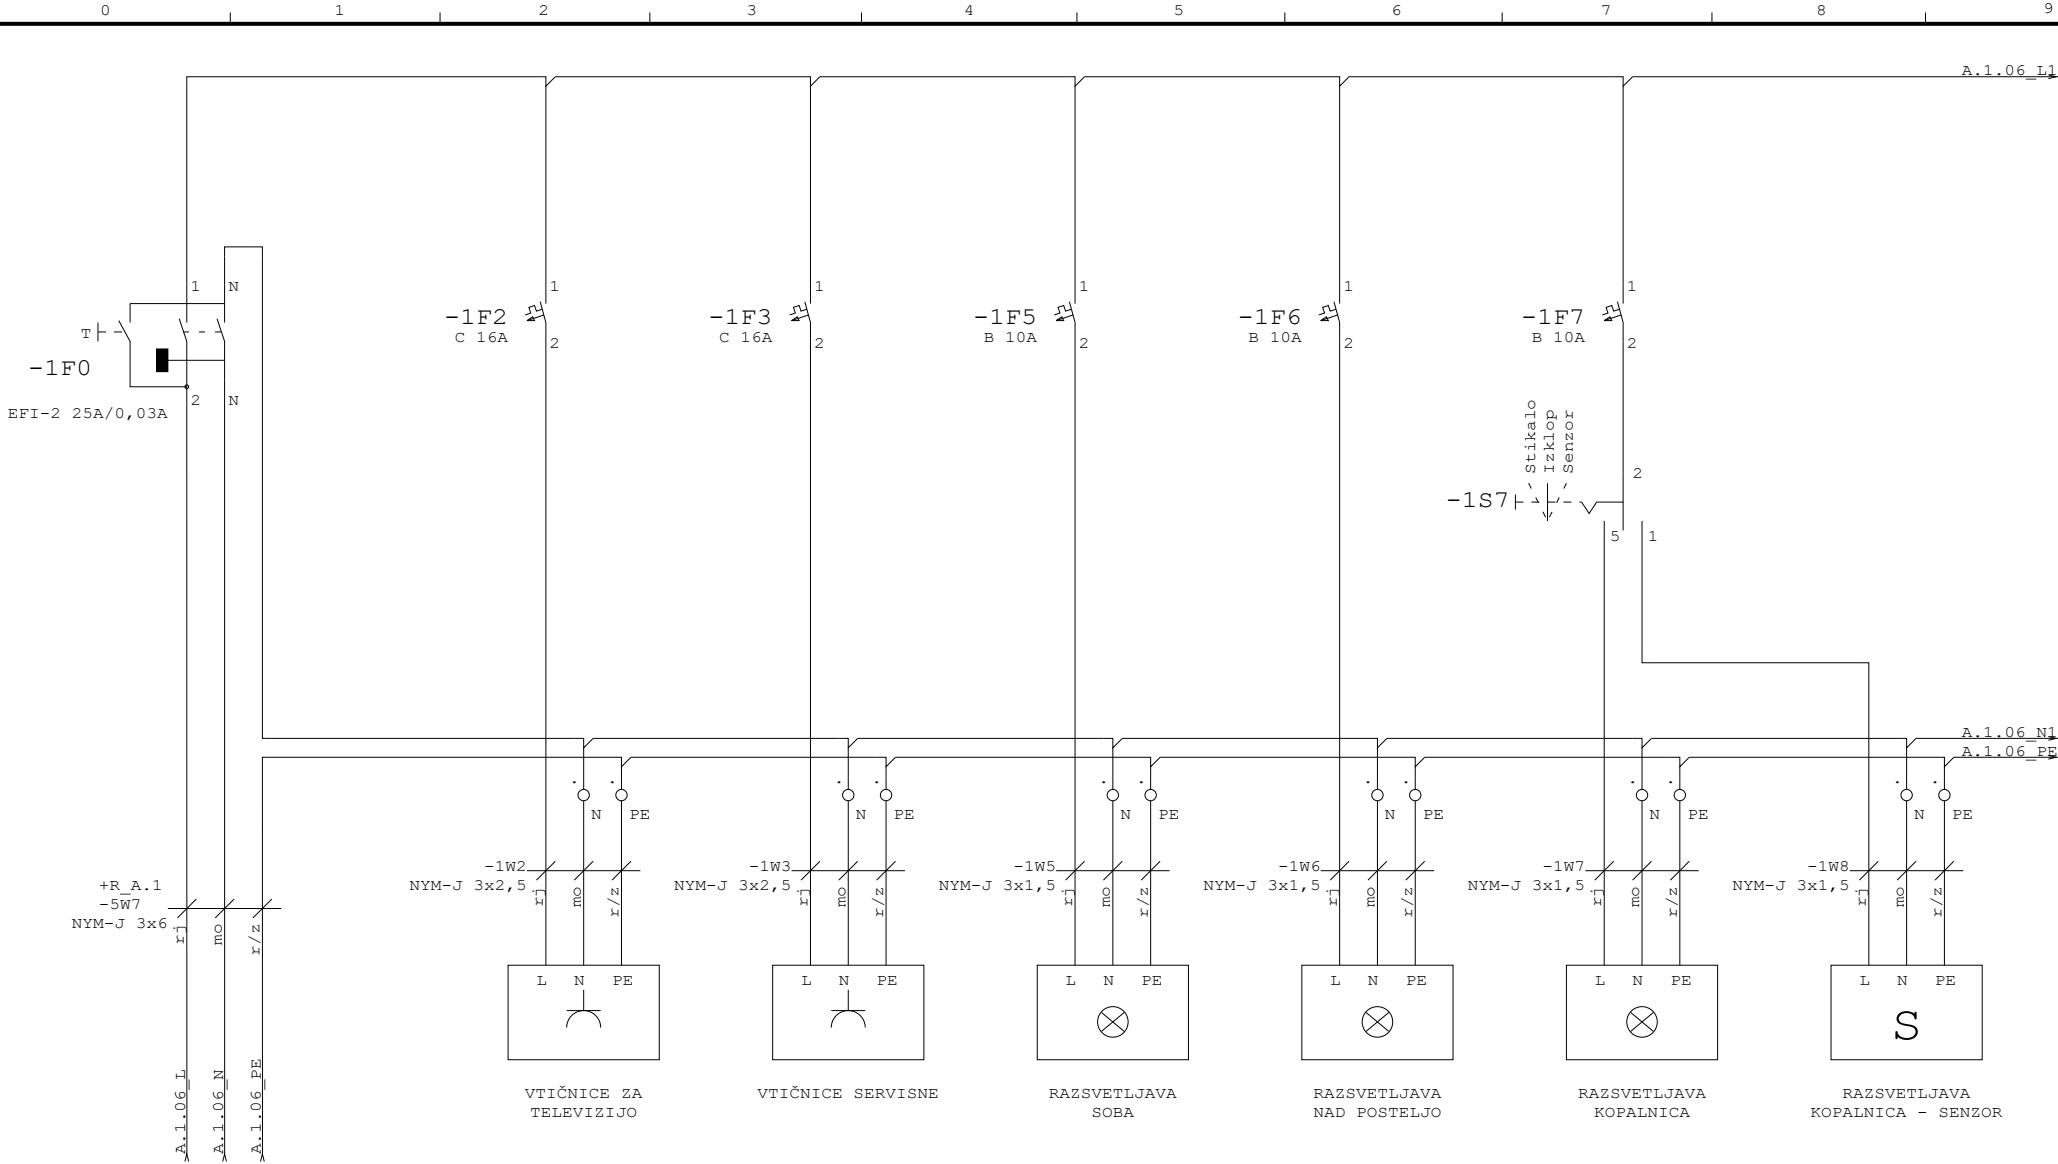 0 1 2 3 4 5 6 7 8 9
A.1.06_L1
1 N
T
-1F0
2 N
EFI-2 25A/0,03A
1
-1F2
C 16A
2
1
-1F3
C 16A
2
1
-1F5
B 10A
2
1
-1F6
B 10A
2
1
-1F7
B 10A
2
Stikalo
Izklop
Senzor
2
-1S7
5 1
A.1.06_N1
A.1.06_PE
N PE
N PE
N PE
N PE
N PE
N PE
+R_A.1
-5W7
NYM-J 3x6
rj
mo
r/z
-1W2
NYM-J 3x2,5
rj
mo
r/z
-1W3
NYM-J 3x2,5
rj
mo
r/z
-1W5
NYM-J 3x1,5
rj
mo
r/z
-1W6
NYM-J 3x1,5
rj
mo
r/z
-1W7
NYM-J 3x1,5
rj
mo
r/z
-1W8
NYM-J 3x1,5
rj
mo
r/z
A.1.06_L
A.1.06_N
A.1.06_PE
L N PE
VTIČNICE ZA
TELEVIZIJO
L N PE
VTIČNICE SERVISNE
L N PE
RAZSVETLJAVA
SOBA
L N PE
RAZSVETLJAVA
NAD POSTELJO
L N PE
RAZSVETLJAVA
KOPALNICA
L N PE
S
RAZSVETLJAVA
KOPALNICA - SENZOR